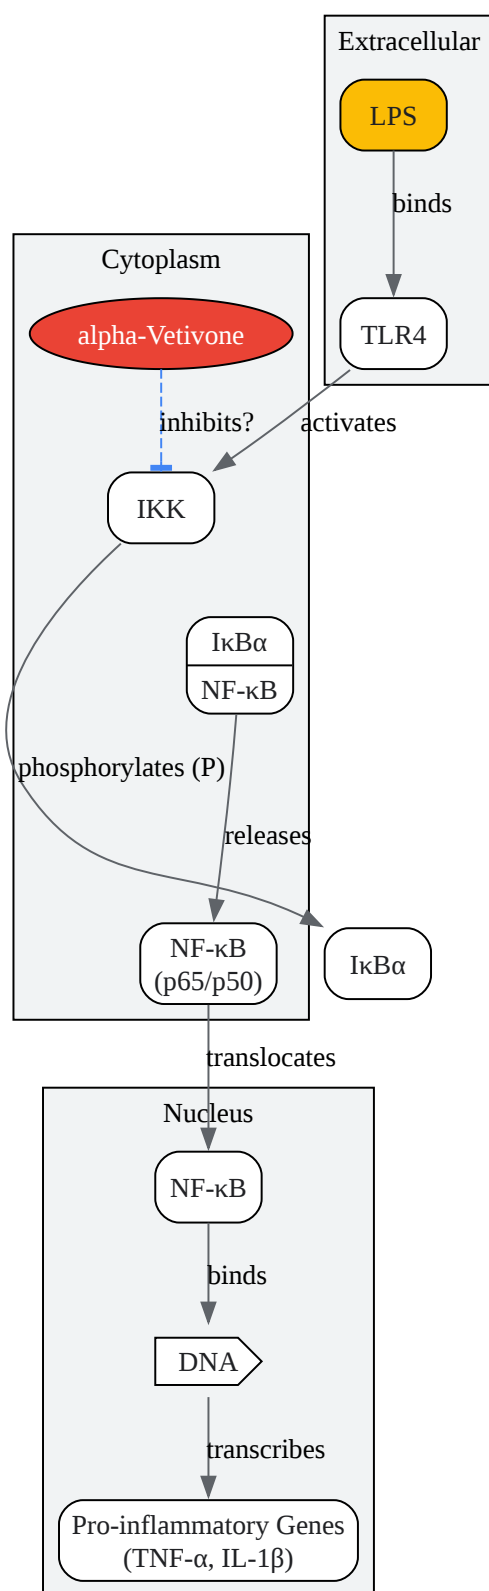 Extracellular
LPS
binds
Cytoplasm
alpha-Vetivone
TLR4
inhibits?
activates
IKK
IκBα
NF-κB
phosphorylates (P)
releases
NF-κB
(p65/p50)
IκBα
translocates
Nucleus
NF-κB
binds
DNA
transcribes
Pro-inflammatory Genes
(TNF-α, IL-1β)